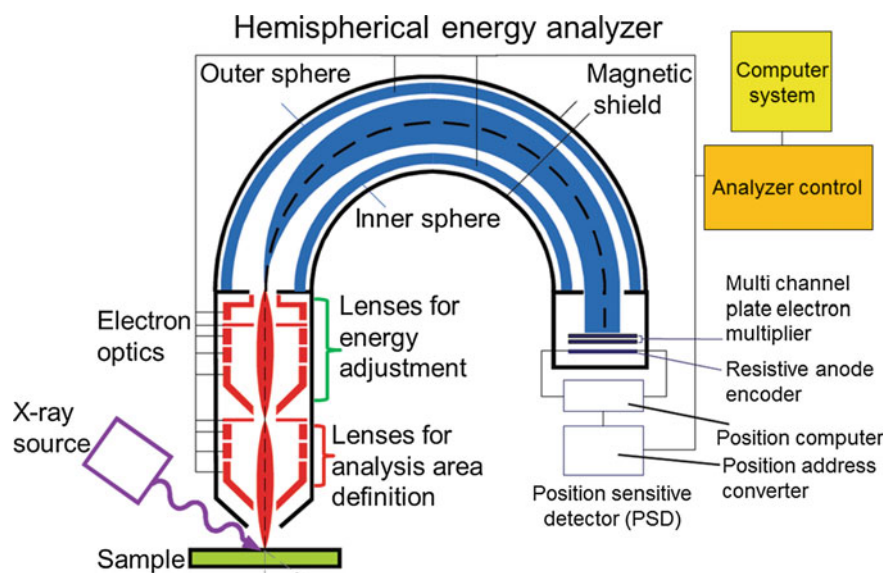 Hemispherical energy analyzer
Outer sphere
Magnetic
shield
Computer
system
Analyzer control
Inner sphere
Electron
optics
Lenses for
energy
adjustment
Multi channel
plate electron
multiplier
Resistive anode
encoder
X-ray
source
Lenses for
analysis area
definition
Position computer
Position address
converter
Position sensitive
detector (PSD)
Sample